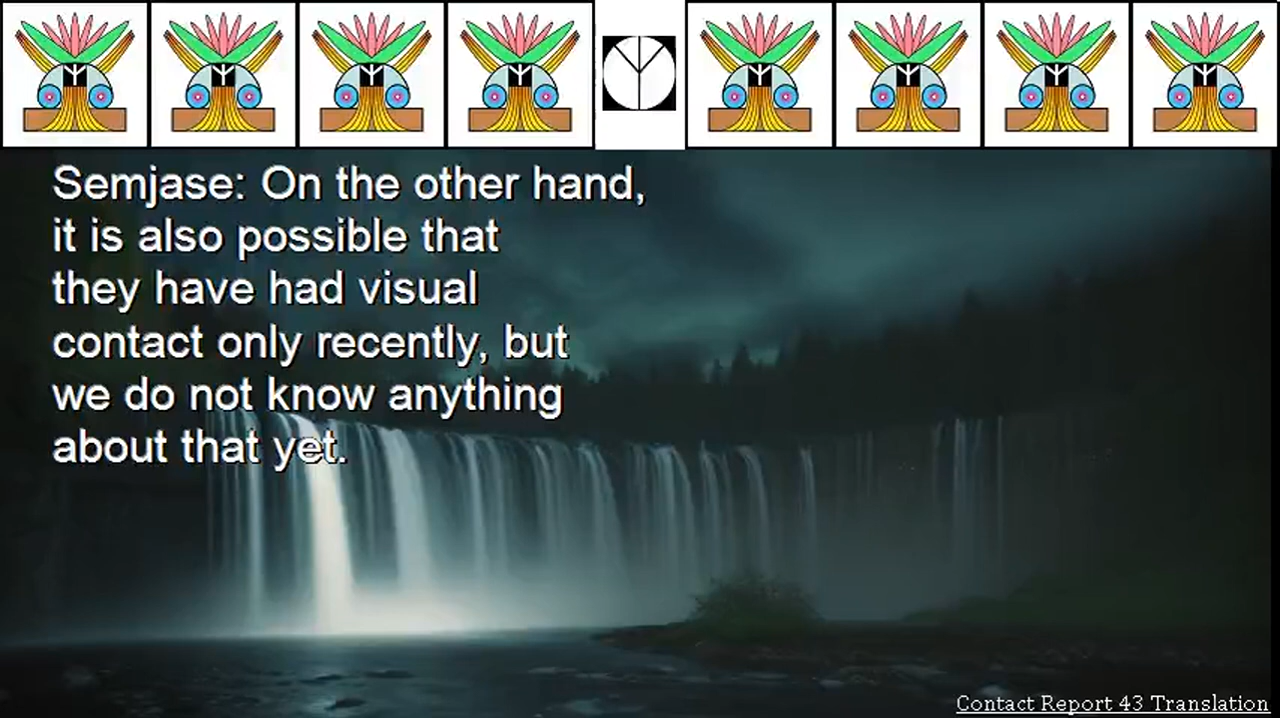 Semjase: On the other hand,
it is also possible that
they have had visual
contact only recently, but
we do not know anything
about that yet.
Contact Report 43 Translation